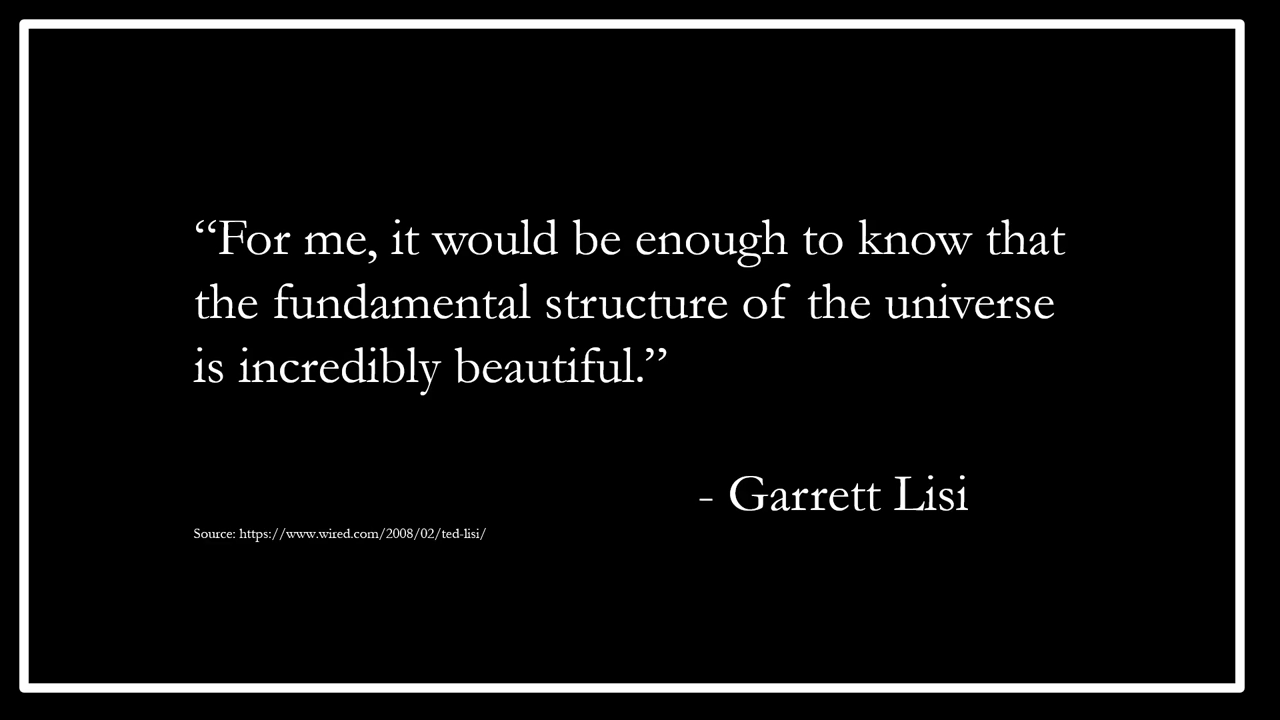 “For me, it would be enough to know that
the fundamental structure of the universe
is incredibly beautiful.”
- Garrett Lisi
Source: https://www.wired.com/2008/02/ted-lisi/